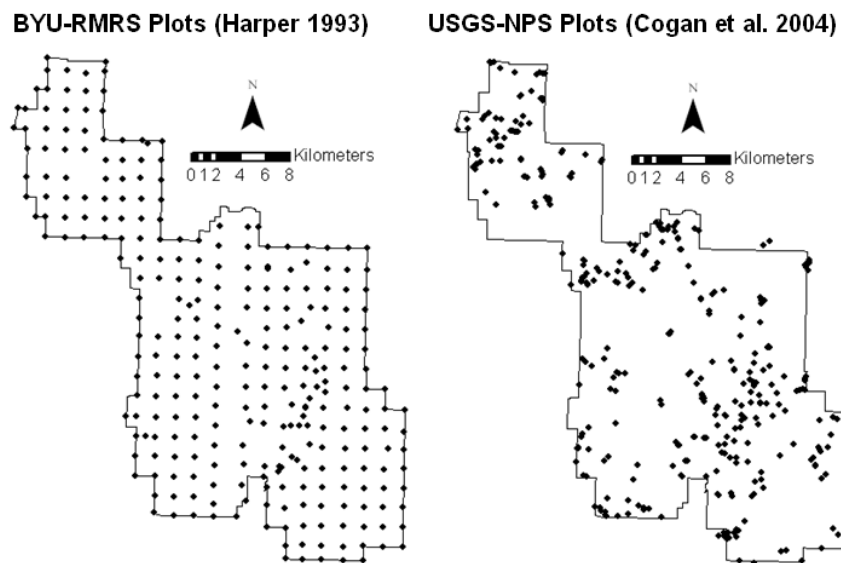 BYU-RMRS Plots (Harper 1993)
USGS-NPS Plots (Cogan et al. 2004)
N
Kilometers
0 1 2 4 6 8
N
Kilometers
0 1 2 4 6 8